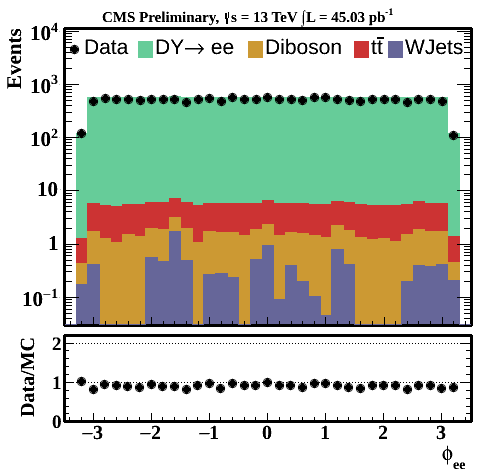 CMS Preliminary, √s = 13 TeV ∫L = 45.03 pb⁻¹
Events
Data DY→ ee Diboson tt̄ WJets
10⁴
10³
10²
10
1
10⁻¹
Data/MC
2
1
0
−3 −2 −1 0 1 2 3
ϕee